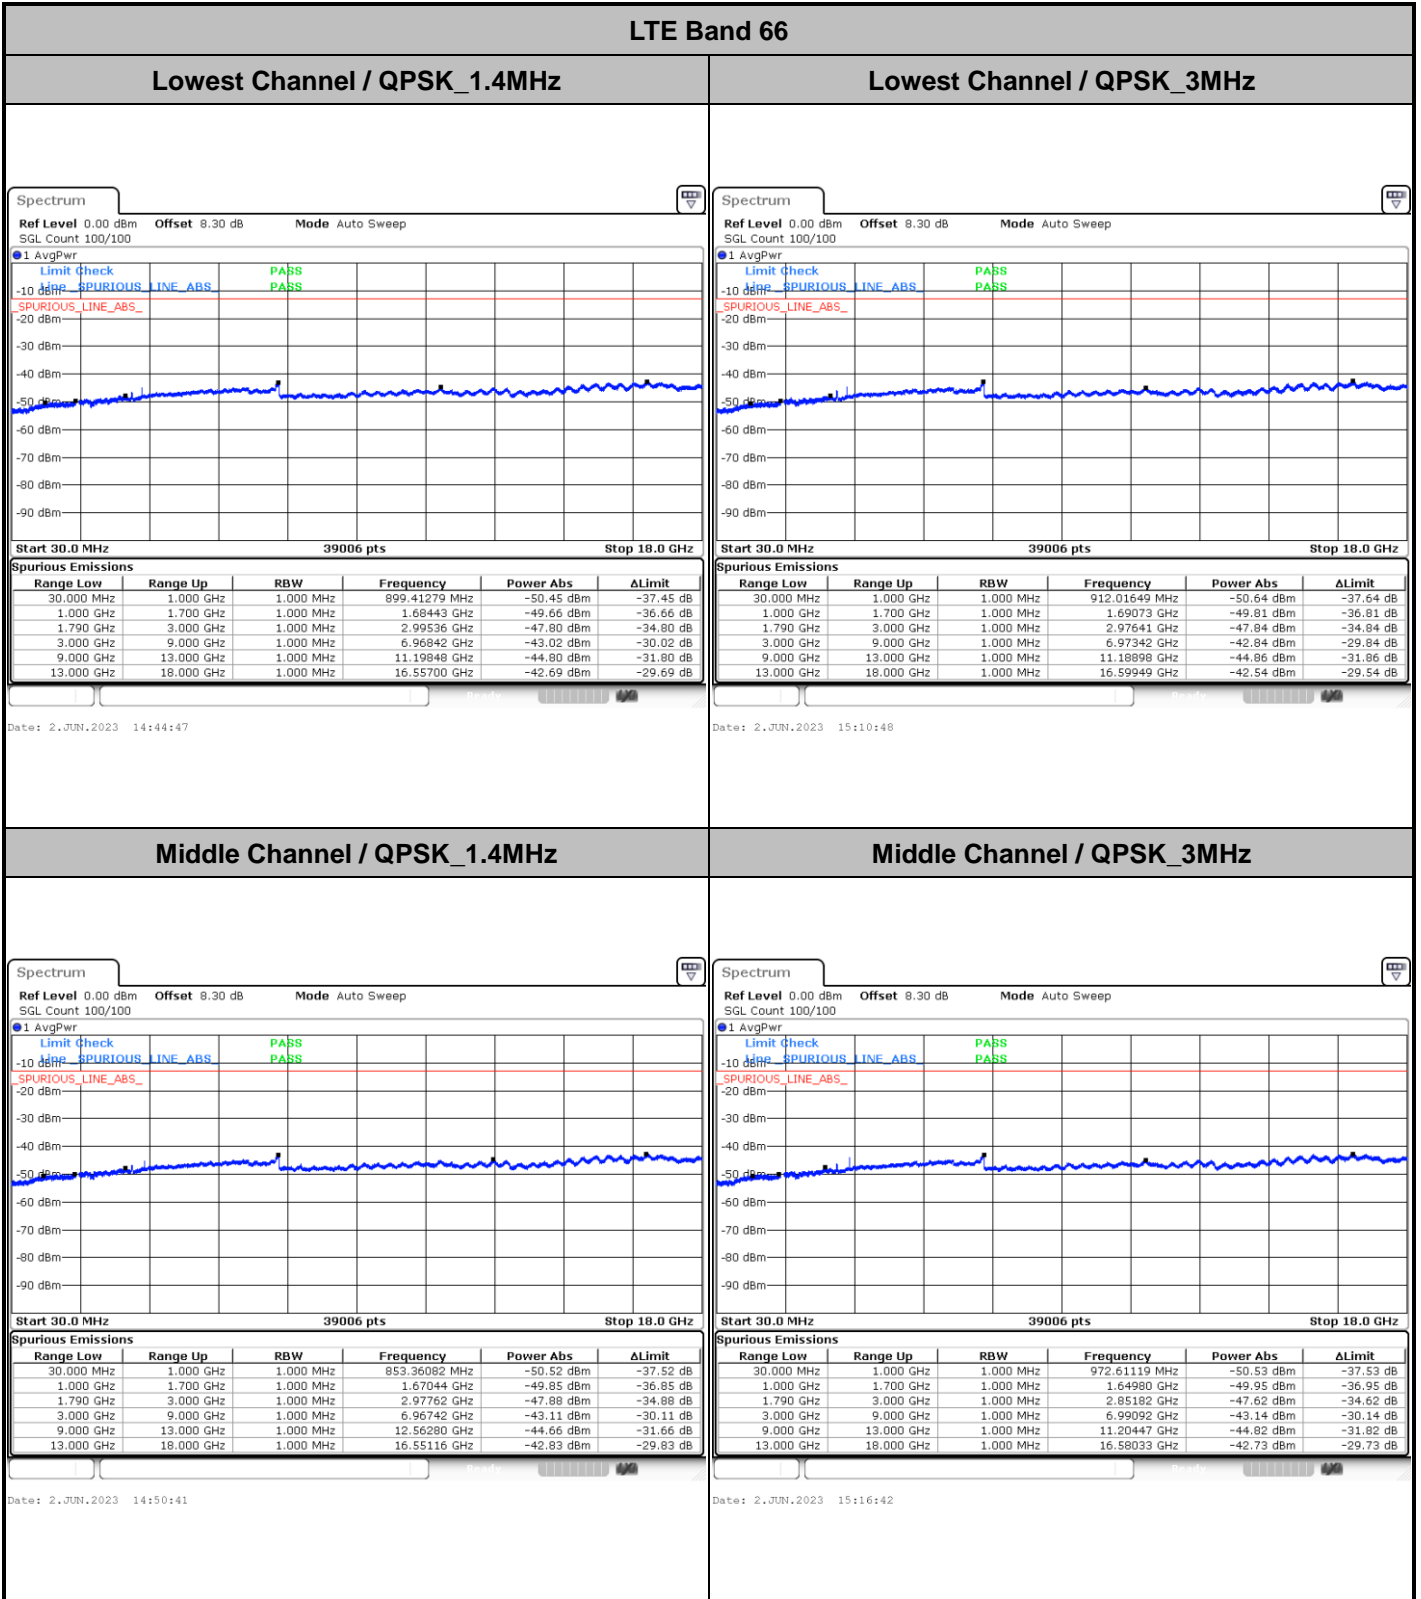 LTE Band 66
Lowest Channel / QPSK_1.4MHz
Lowest Channel / QPSK_3MHz
Spectrum
Ref Level 0.00 dBm Offset 8.30 dB Mode Auto Sweep
SGL Count 100/100
1 AvgPwr
Limit Check PASS
-10 dBm Line _SPURIOUS_LINE_ABS_ PASS
_SPURIOUS_LINE_ABS_
-20 dBm
-30 dBm
-40 dBm
-50 dBm
-60 dBm
-70 dBm
-80 dBm
-90 dBm
Start 30.0 MHz 39006 pts Stop 18.0 GHz
Spurious Emissions
Range Low Range Up RBW Frequency Power Abs ΔLimit
30.000 MHz 1.000 GHz 1.000 MHz 899.41279 MHz -50.45 dBm -37.45 dB
1.000 GHz 1.700 GHz 1.000 MHz 1.68443 GHz -49.66 dBm -36.66 dB
1.790 GHz 3.000 GHz 1.000 MHz 2.99536 GHz -47.80 dBm -34.80 dB
3.000 GHz 9.000 GHz 1.000 MHz 6.96842 GHz -43.02 dBm -30.02 dB
9.000 GHz 13.000 GHz 1.000 MHz 11.19848 GHz -44.80 dBm -31.80 dB
13.000 GHz 18.000 GHz 1.000 MHz 16.55700 GHz -42.69 dBm -29.69 dB
Ready
Date: 2.JUN.2023 14:44:47
Spectrum
Ref Level 0.00 dBm Offset 8.30 dB Mode Auto Sweep
SGL Count 100/100
1 AvgPwr
Limit Check PASS
-10 dBm Line _SPURIOUS_LINE_ABS_ PASS
_SPURIOUS_LINE_ABS_
-20 dBm
-30 dBm
-40 dBm
-50 dBm
-60 dBm
-70 dBm
-80 dBm
-90 dBm
Start 30.0 MHz 39006 pts Stop 18.0 GHz
Spurious Emissions
Range Low Range Up RBW Frequency Power Abs ΔLimit
30.000 MHz 1.000 GHz 1.000 MHz 912.01649 MHz -50.64 dBm -37.64 dB
1.000 GHz 1.700 GHz 1.000 MHz 1.69073 GHz -49.81 dBm -36.81 dB
1.790 GHz 3.000 GHz 1.000 MHz 2.97641 GHz -47.84 dBm -34.84 dB
3.000 GHz 9.000 GHz 1.000 MHz 6.97342 GHz -42.84 dBm -29.84 dB
9.000 GHz 13.000 GHz 1.000 MHz 11.18898 GHz -44.86 dBm -31.86 dB
13.000 GHz 18.000 GHz 1.000 MHz 16.59949 GHz -42.54 dBm -29.54 dB
Ready
Date: 2.JUN.2023 15:10:48
Middle Channel / QPSK_1.4MHz
Middle Channel / QPSK_3MHz
Spectrum
Ref Level 0.00 dBm Offset 8.30 dB Mode Auto Sweep
SGL Count 100/100
1 AvgPwr
Limit Check PASS
-10 dBm Line _SPURIOUS_LINE_ABS_ PASS
_SPURIOUS_LINE_ABS_
-20 dBm
-30 dBm
-40 dBm
-50 dBm
-60 dBm
-70 dBm
-80 dBm
-90 dBm
Start 30.0 MHz 39006 pts Stop 18.0 GHz
Spurious Emissions
Range Low Range Up RBW Frequency Power Abs ΔLimit
30.000 MHz 1.000 GHz 1.000 MHz 853.36082 MHz -50.52 dBm -37.52 dB
1.000 GHz 1.700 GHz 1.000 MHz 1.67044 GHz -49.85 dBm -36.85 dB
1.790 GHz 3.000 GHz 1.000 MHz 2.97762 GHz -47.88 dBm -34.88 dB
3.000 GHz 9.000 GHz 1.000 MHz 6.96742 GHz -43.11 dBm -30.11 dB
9.000 GHz 13.000 GHz 1.000 MHz 12.56280 GHz -44.66 dBm -31.66 dB
13.000 GHz 18.000 GHz 1.000 MHz 16.55116 GHz -42.83 dBm -29.83 dB
Ready
Date: 2.JUN.2023 14:50:41
Spectrum
Ref Level 0.00 dBm Offset 8.30 dB Mode Auto Sweep
SGL Count 100/100
1 AvgPwr
Limit Check PASS
-10 dBm Line _SPURIOUS_LINE_ABS_ PASS
_SPURIOUS_LINE_ABS_
-20 dBm
-30 dBm
-40 dBm
-50 dBm
-60 dBm
-70 dBm
-80 dBm
-90 dBm
Start 30.0 MHz 39006 pts Stop 18.0 GHz
Spurious Emissions
Range Low Range Up RBW Frequency Power Abs ΔLimit
30.000 MHz 1.000 GHz 1.000 MHz 972.61119 MHz -50.53 dBm -37.53 dB
1.000 GHz 1.700 GHz 1.000 MHz 1.64980 GHz -49.95 dBm -36.95 dB
1.790 GHz 3.000 GHz 1.000 MHz 2.85182 GHz -47.62 dBm -34.62 dB
3.000 GHz 9.000 GHz 1.000 MHz 6.99092 GHz -43.14 dBm -30.14 dB
9.000 GHz 13.000 GHz 1.000 MHz 11.20447 GHz -44.82 dBm -31.82 dB
13.000 GHz 18.000 GHz 1.000 MHz 16.58033 GHz -42.73 dBm -29.73 dB
Ready
Date: 2.JUN.2023 15:16:42